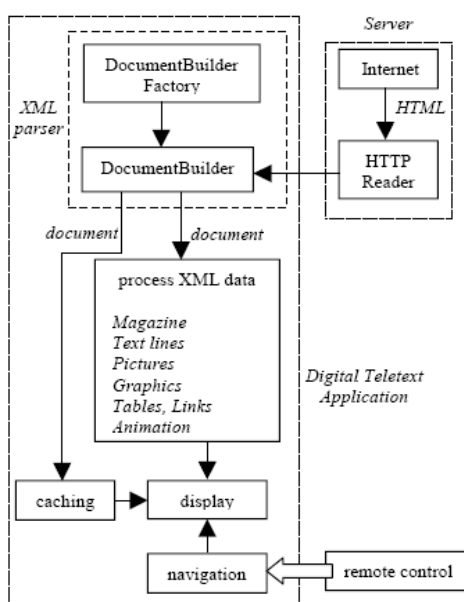 Server
DocumentBuilder
Factory
Internet
XML
parser
HTML
DocumentBuilder
HTTP
Reader
document
document
process XML data
Magazine
Text lines
Pictures
Graphics
Tables, Links
Animation
Digital Teletext
Application
caching
display
navigation
remote control